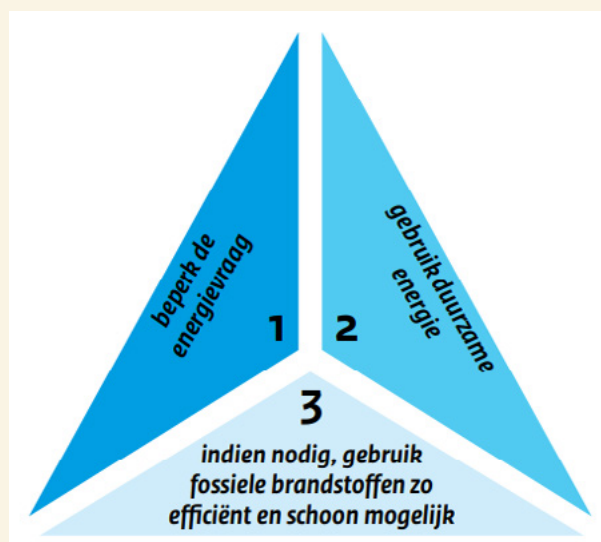 beperk de
energievraag
1
2
gebruik duurzame
energie
3
indien nodig, gebruik
fossiele brandstoffen zo
efficiënt en schoon mogelijk